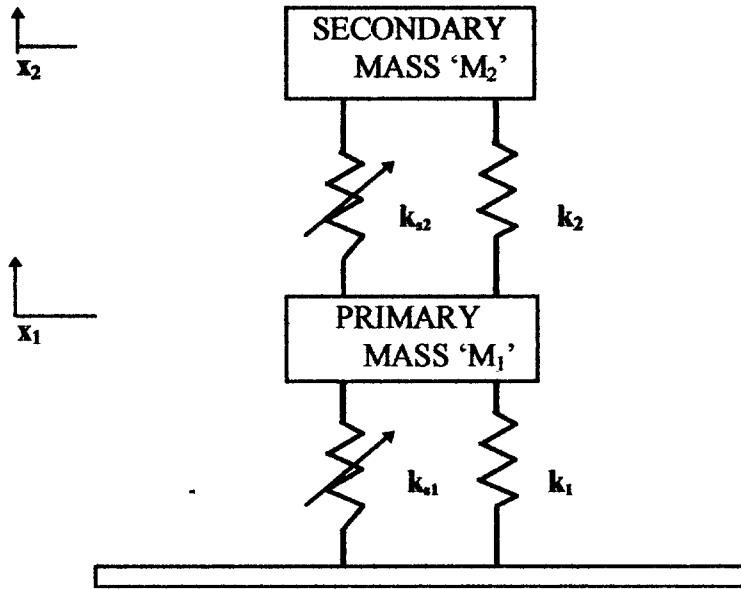 SECONDARY
MASS ‘M₂’
x₂
kₛ₂
k₂
PRIMARY
MASS ‘M₁’
x₁
kₛ₁
k₁